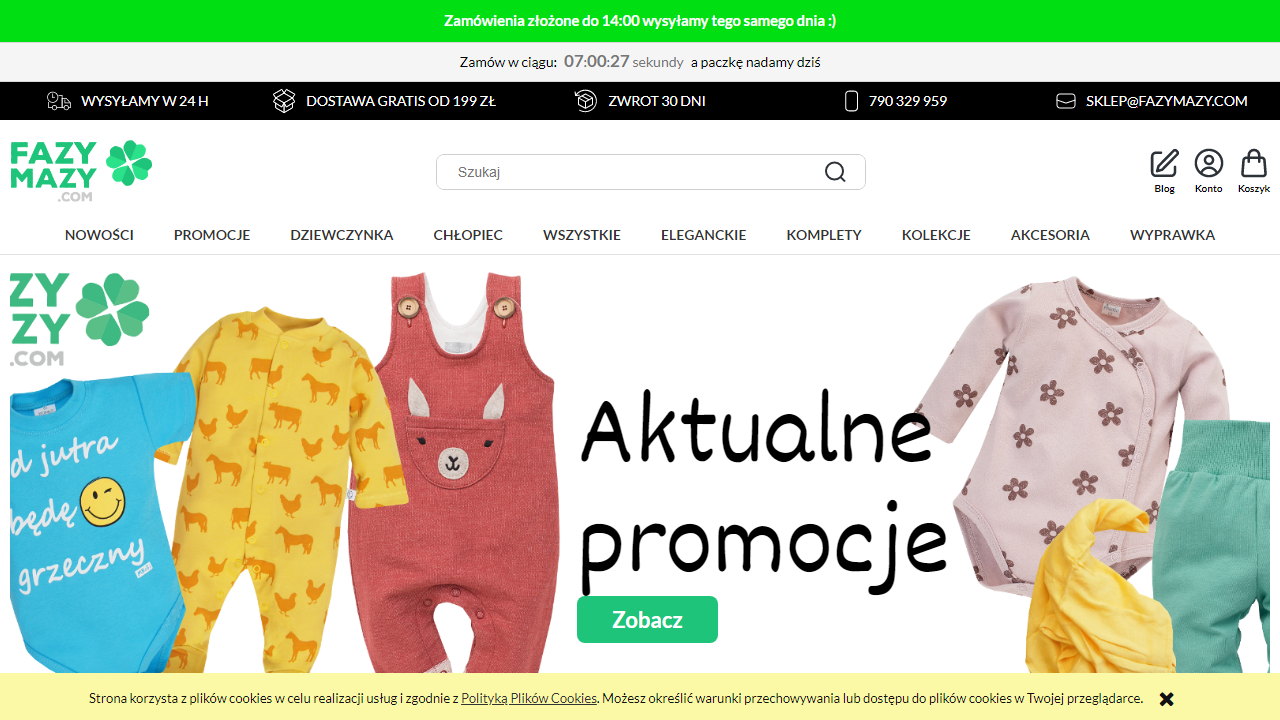 Zamówienia złożone do 14:00 wysyłamy tego samego dnia :)
Zamów w ciągu: 07:00:27 sekundy a paczkę nadamy dziś
WYSYŁAMY W 24 H
DOSTAWA GRATIS OD 199 ZŁ
ZWROT 30 DNI
790 329 959
SKLEP@FAZYMAZY.COM
FAZY
MAZY
.COM
Szukaj
Blog
Konto
Koszyk
NOWOŚCI
PROMOCJE
DZIEWCZYNKA
CHŁOPIEC
WSZYSTKIE
ELEGANCKIE
KOMPLETY
KOLEKCJE
AKCESORIA
WYPRAWKA
ZY
ZY
.COM
d jutra
będę
grzeczny
Aktualne
promocje
Zobacz
Strona korzysta z plików cookies w celu realizacji usług i zgodnie z Polityką Plików Cookies. Możesz określić warunki przechowywania lub dostępu do plików cookies w Twojej przeglądarce.